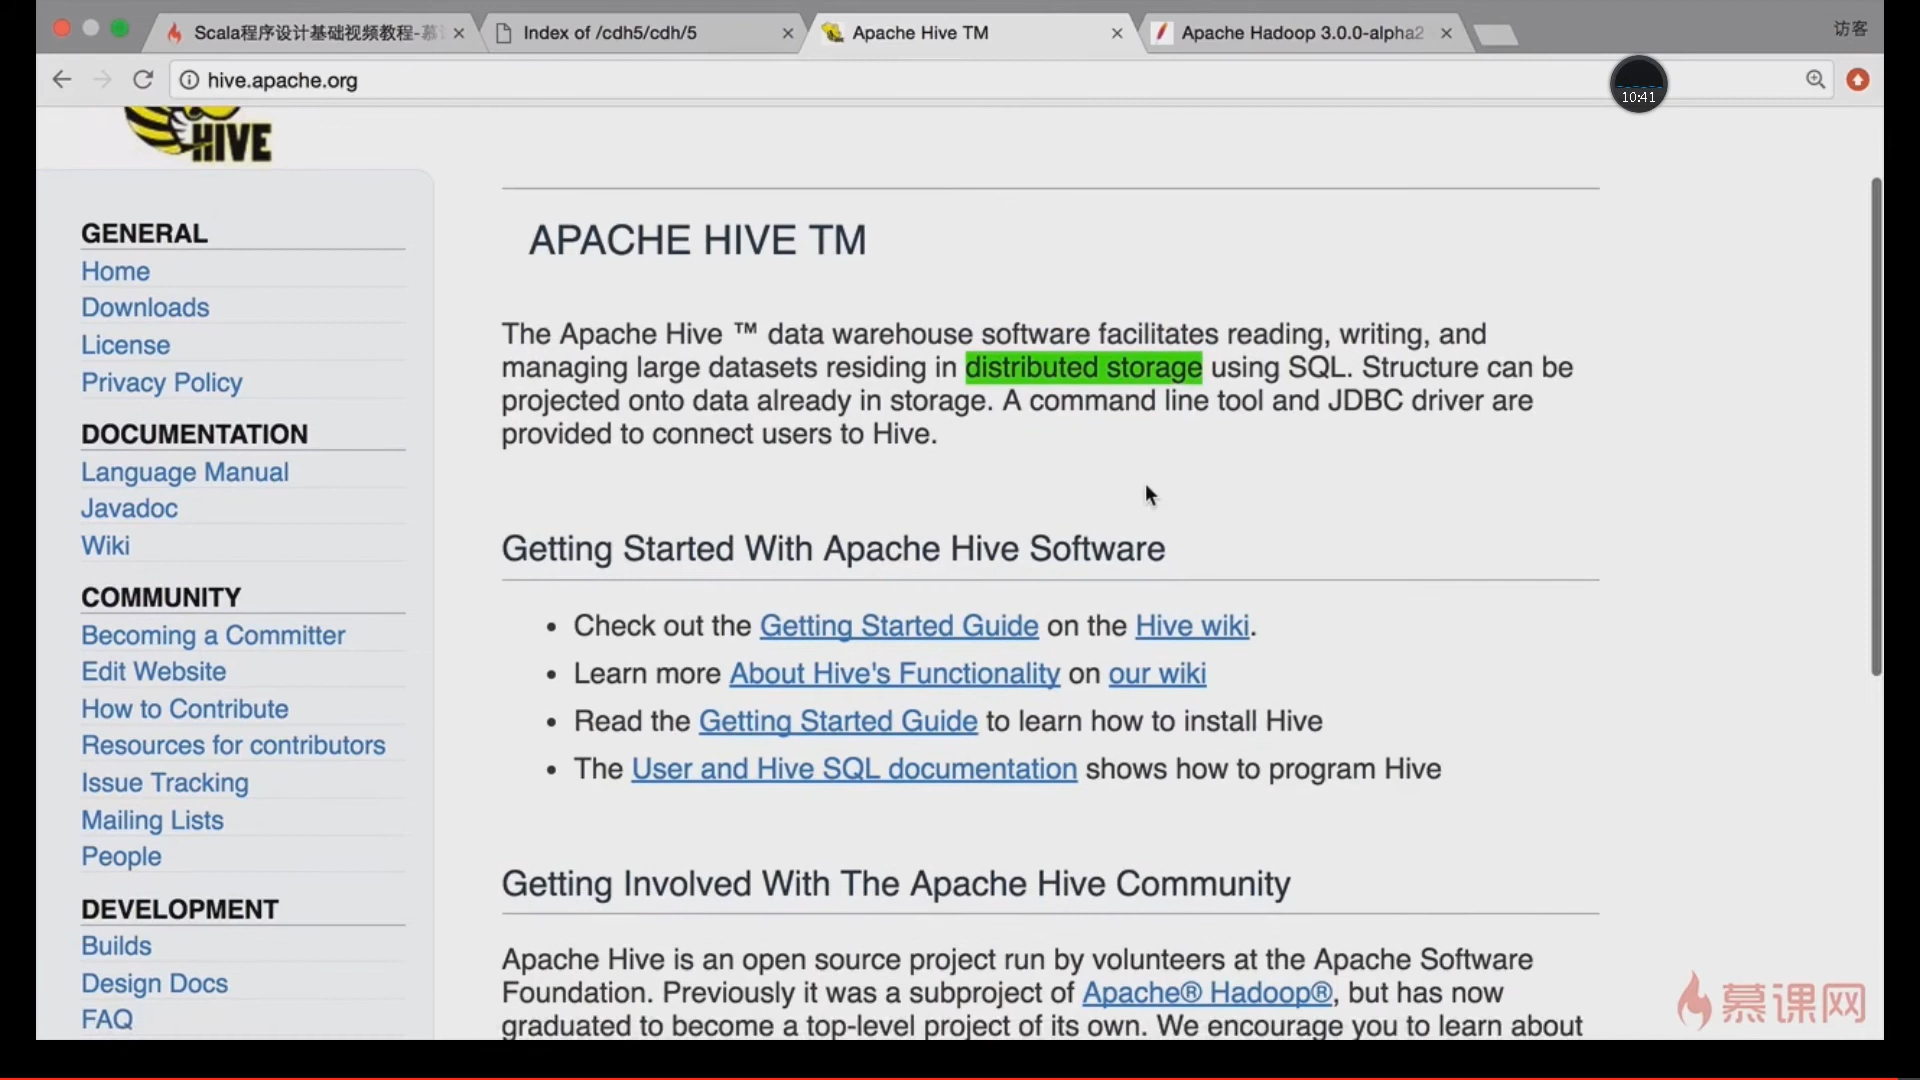 Scala程序设计基础视频教程-慕
Index of /cdh5/cdh/5
Apache Hive TM
Apache Hadoop 3.0.0-alpha2
访客
hive.apache.org
10:41
HIVE
GENERAL
Home
Downloads
License
Privacy Policy
DOCUMENTATION
Language Manual
Javadoc
Wiki
COMMUNITY
Becoming a Committer
Edit Website
How to Contribute
Resources for contributors
Issue Tracking
Mailing Lists
People
DEVELOPMENT
Builds
Design Docs
FAQ
APACHE HIVE TM
The Apache Hive ™ data warehouse software facilitates reading, writing, and
managing large datasets residing in distributed storage using SQL. Structure can be
projected onto data already in storage. A command line tool and JDBC driver are
provided to connect users to Hive.
Getting Started With Apache Hive Software
• Check out the Getting Started Guide on the Hive wiki.
• Learn more About Hive's Functionality on our wiki
• Read the Getting Started Guide to learn how to install Hive
• The User and Hive SQL documentation shows how to program Hive
Getting Involved With The Apache Hive Community
Apache Hive is an open source project run by volunteers at the Apache Software
Foundation. Previously it was a subproject of Apache® Hadoop®, but has now
graduated to become a top-level project of its own. We encourage you to learn about
慕课网